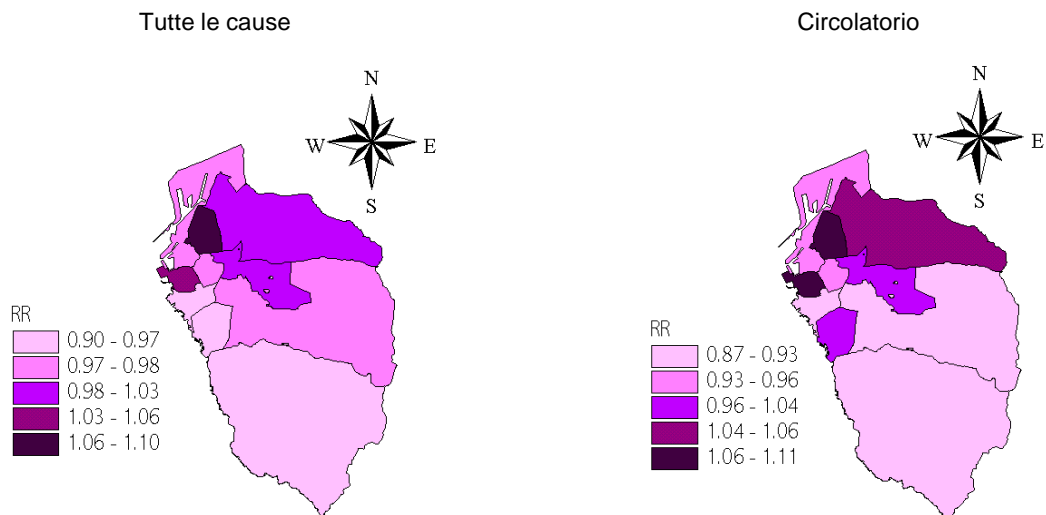 Tutte le cause
N
W
E
S
RR
0.90 - 0.97
0.97 - 0.98
0.98 - 1.03
1.03 - 1.06
1.06 - 1.10
Circolatorio
N
W
E
S
RR
0.87 - 0.93
0.93 - 0.96
0.96 - 1.04
1.04 - 1.06
1.06 - 1.11